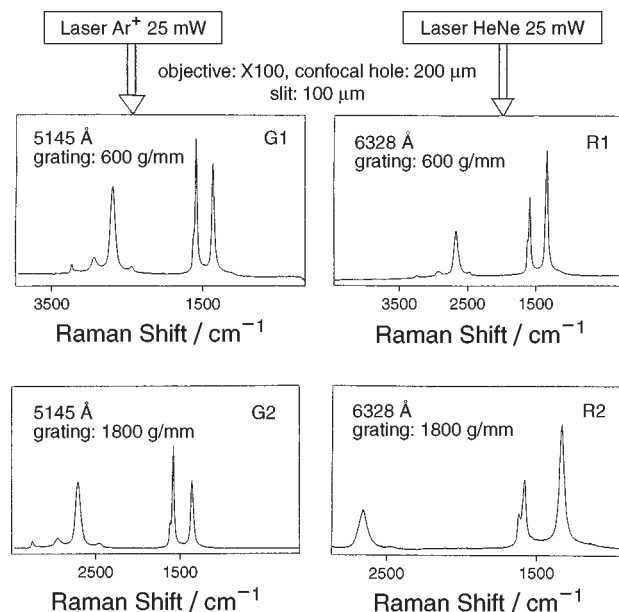 Laser Ar⁺ 25 mW
Laser HeNe 25 mW
objective: X100, confocal hole: 200 μm
slit: 100 μm
5145 Å
grating: 600 g/mm
G1
3500
1500
Raman Shift / cm⁻¹
6328 Å
grating: 600 g/mm
R1
3500
2500
1500
Raman Shift / cm⁻¹
5145 Å
grating: 1800 g/mm
G2
2500
1500
Raman Shift / cm⁻¹
6328 Å
grating: 1800 g/mm
R2
2500
1500
Raman Shift / cm⁻¹